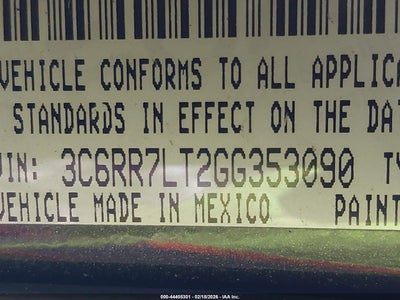 VEHICLE CONFORMS TO ALL APPLICA
STANDARDS IN EFFECT ON THE DAT
VIN: 3C6RR7LT2GG353090 TY
VEHICLE MADE IN MEXICO PAINT
000-44405301 - 02/18/2026 - IAA Inc.